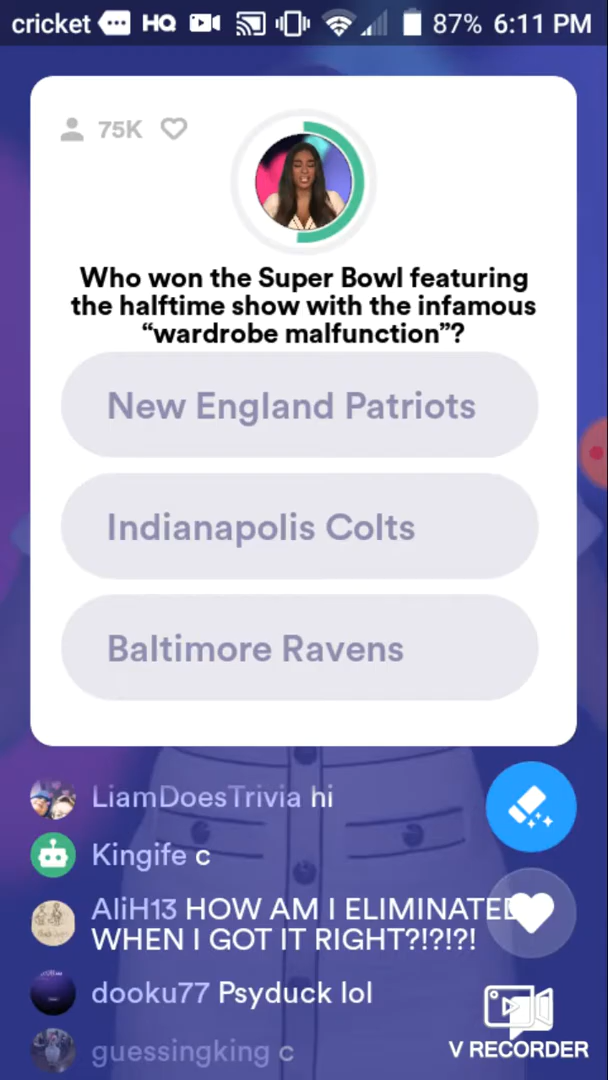 cricket HQ 87% 6:11 PM
75K
Who won the Super Bowl featuring
the halftime show with the infamous
“wardrobe malfunction”?
New England Patriots
Indianapolis Colts
Baltimore Ravens
LiamDoesTrivia hi
Kingife c
AliH13 HOW AM I ELIMINATED
WHEN I GOT IT RIGHT?!?!?!
dooku77 Psyduck lol
guessingking c
V RECORDER